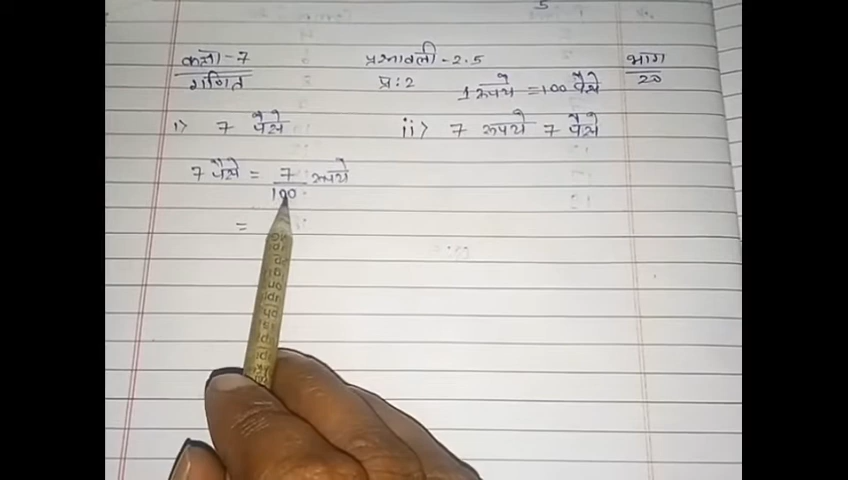 कक्षा-7 प्रश्नावली-2.5 भाग
गणित प्र:2 1 रूपये =100 पैसे 20
i> 7 पैसे ii> 7 रूपये 7 पैसे
7 पैसे = 7 रूपये
100
=